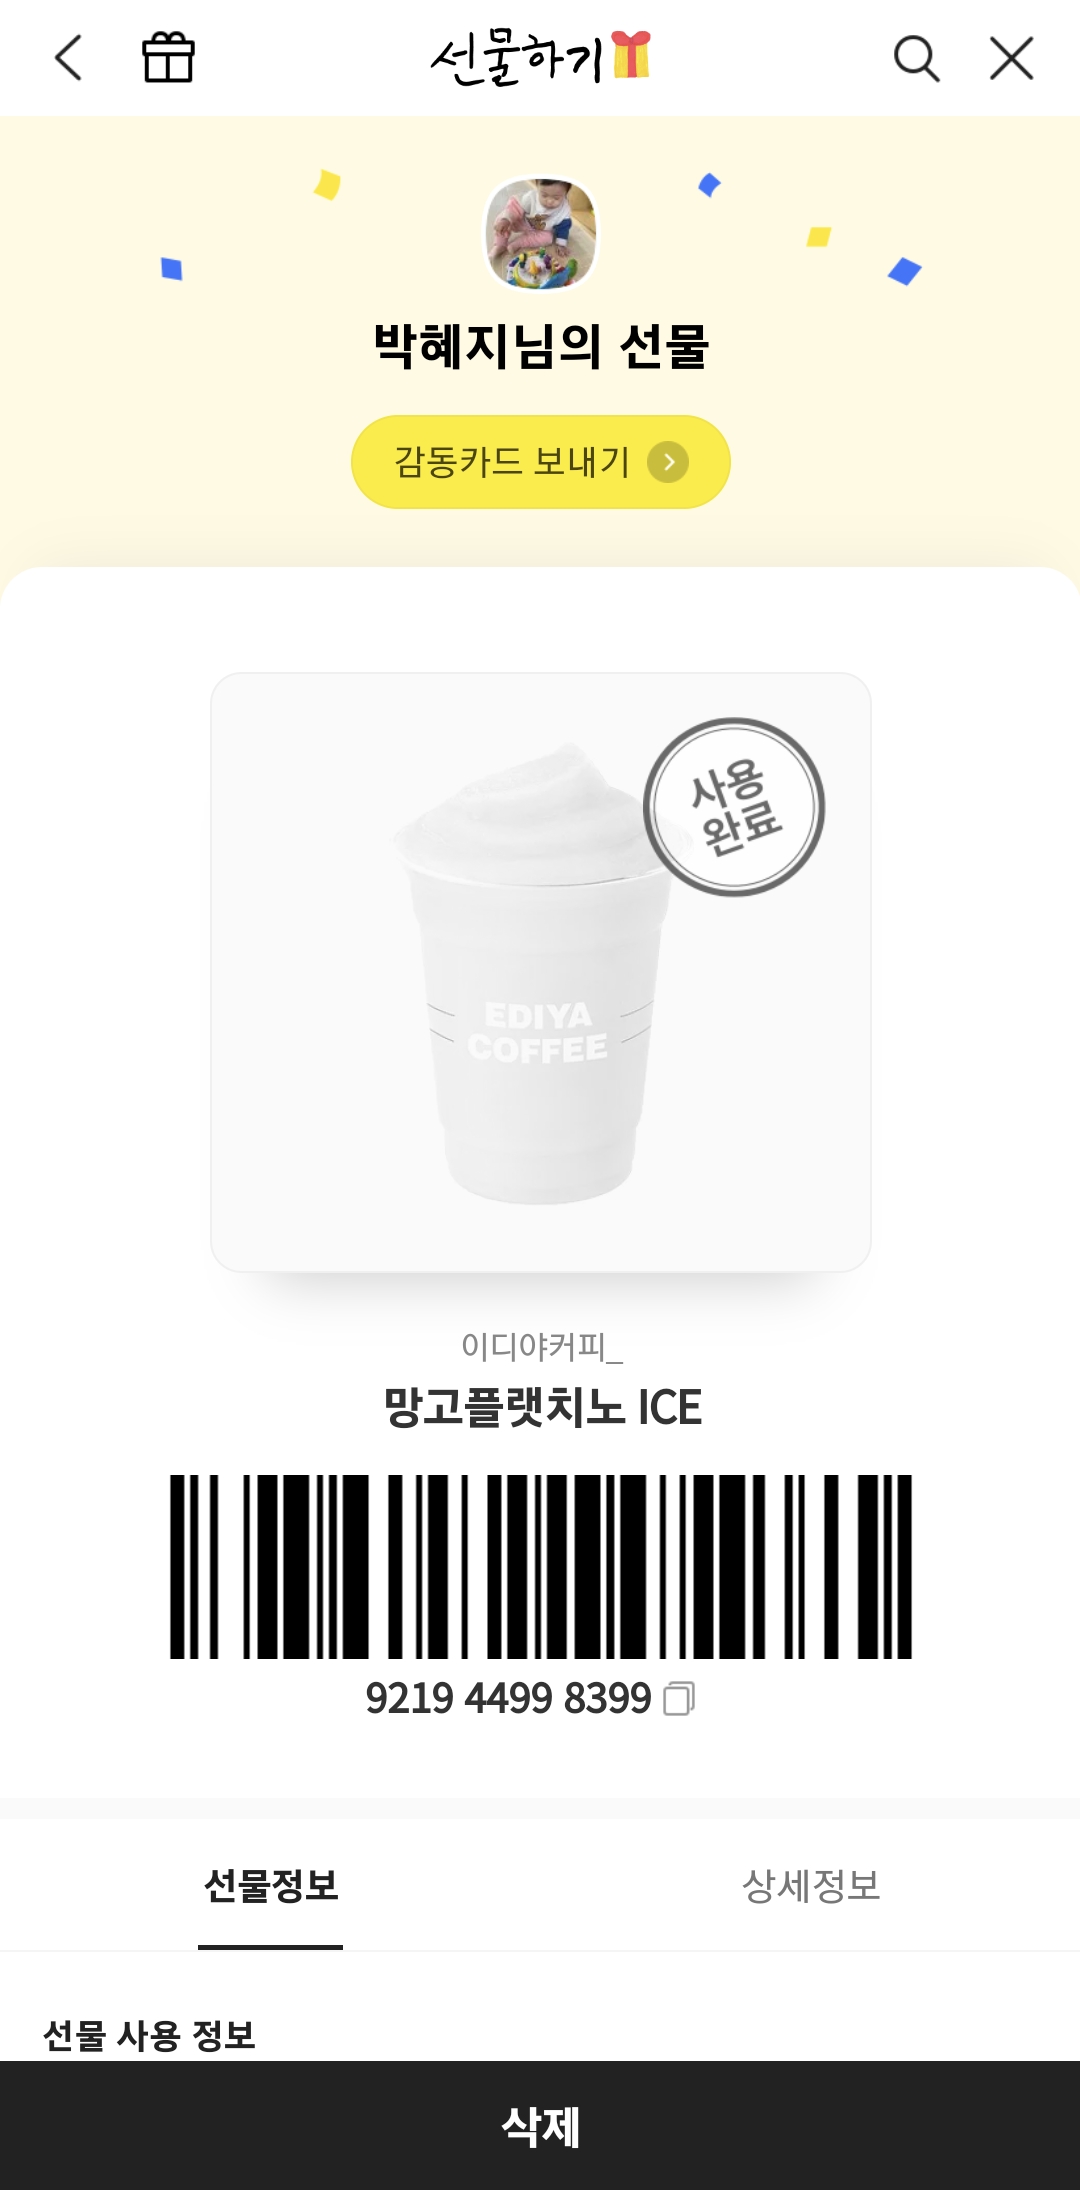 선물하기
박혜지님의 선물
감동카드 보내기
사용
완료
EDIYA
COFFEE
이디야커피_
망고플랫치노 ICE
9219 4499 8399
선물정보
상세정보
선물 사용 정보
삭제